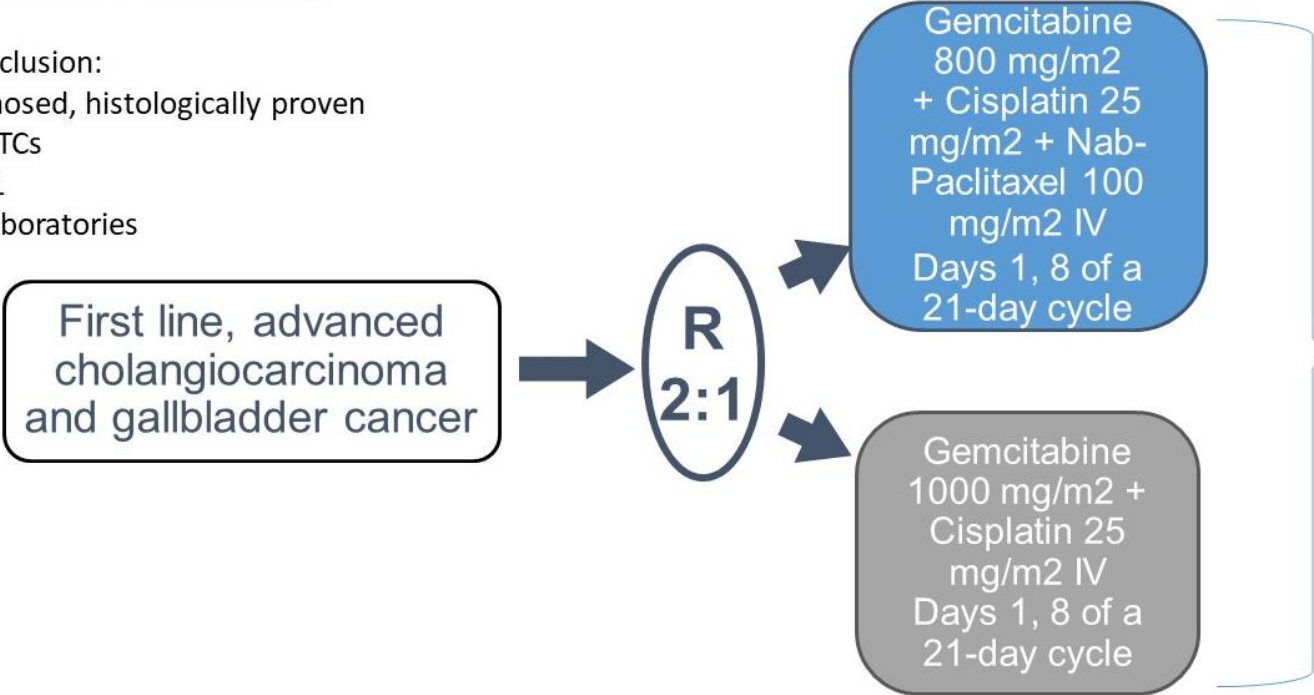 clusion:
osed, histologically proven
TCs
boratories
First line, advanced
cholangiocarcinoma
and gallbladder cancer
R
2:1
Gemcitabine
800 mg/m2
+ Cisplatin 25
mg/m2 + Nab-
Paclitaxel 100
mg/m2 IV
Days 1, 8 of a
21-day cycle
Gemcitabine
1000 mg/m2 +
Cisplatin 25
mg/m2 IV
Days 1, 8 of a
21-day cycle